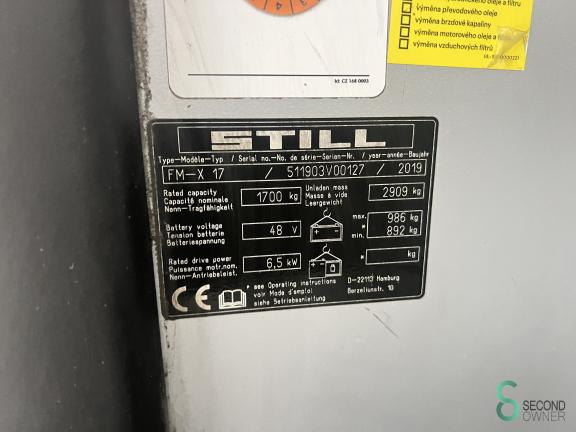 4 3
Id: CZ 168 0003
výměna převodového oleje
výměna brzdové kapaliny
výměna motorového oleje a filtru
výměna vzduchových filtrů
STILL
Type-Modèle-Typ / Serial no.-No. de série-Serien-Nr. / year-année-Baujahr
FM-X 17 / 511903V00127 / 2019
Rated capacity
Capacité nominale
Nenn-Tragfähigkeit
1700 kg
Unladen mass
Masse à vide
Leergewicht
2909 kg
Battery voltage
Tension batterie
Batteriespannung
48 V
max. 986 kg
* min. 892 kg
Rated drive power
Puissance motr.nom.
Nenn-Antriebsleist.
6,5 kW
* kg
CE
* see Operating instructions
voir Mode d'emploi
siehe Betriebsanleitung
D-22113 Hamburg
Berzeliusstr. 10
SECOND
OWNER